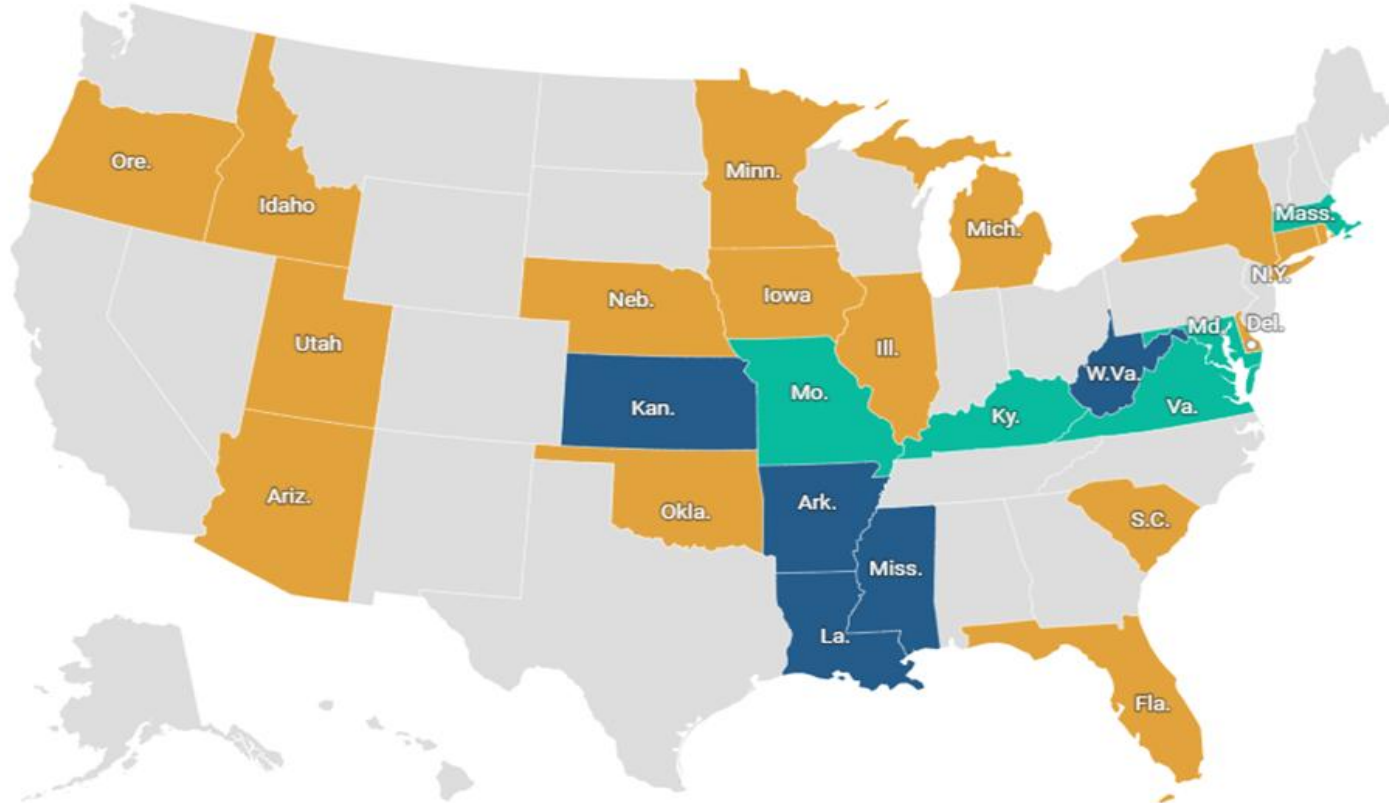 Ore.
Idaho
Minn.
Mich.
Mass.
N.Y.
Neb.
Iowa
Utah
Ill.
Md.
Del.
Kan.
Mo.
W.Va.
Ky.
Va.
Ariz.
Okla.
Ark.
S.C.
Miss.
La.
Fla.